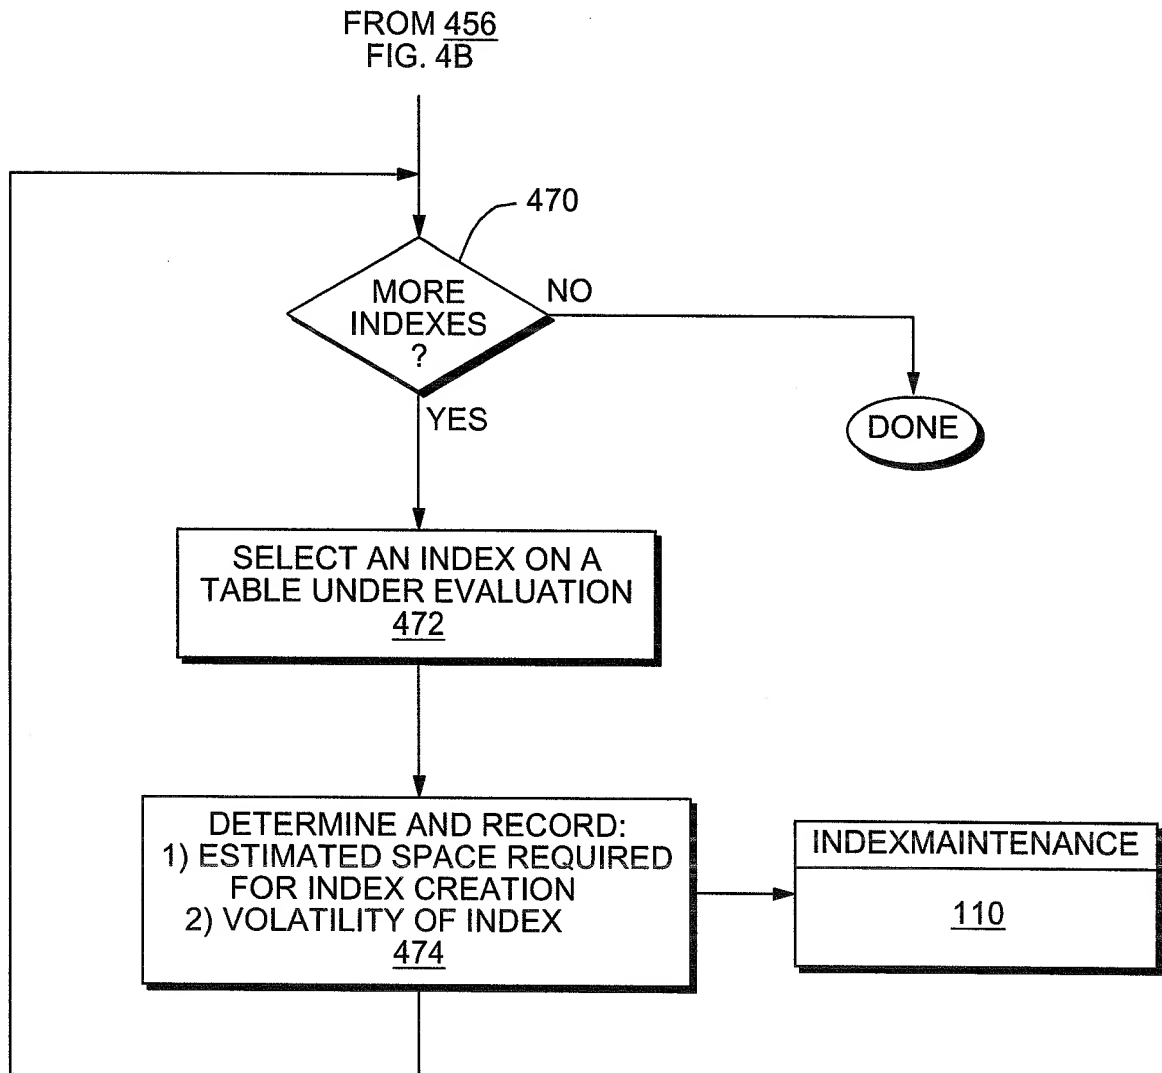 FROM 456
FIG. 4B
470
MORE
INDEXES
?
NO
YES
DONE
SELECT AN INDEX ON A
TABLE UNDER EVALUATION
472
DETERMINE AND RECORD:
1) ESTIMATED SPACE REQUIRED
FOR INDEX CREATION
2) VOLATILITY OF INDEX
474
INDEXMAINTENANCE
110